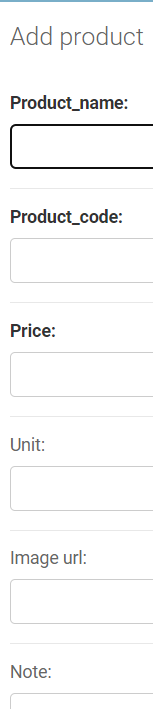 Add product
Product_name:
Product_code:
Price:
Unit:
Image url:
Note: